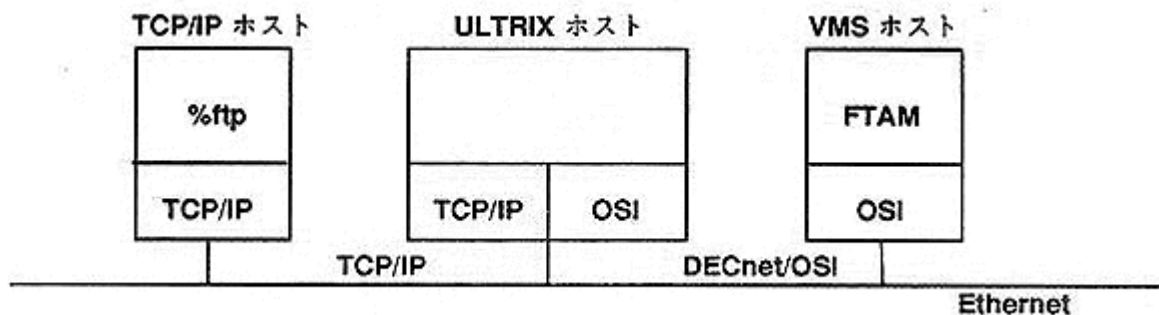 TCP/IP ホスト
ULTRIX ホスト
VMS ホスト
%ftp
FTAM
TCP/IP
TCP/IP
OSI
OSI
TCP/IP
DECnet/OSI
Ethernet